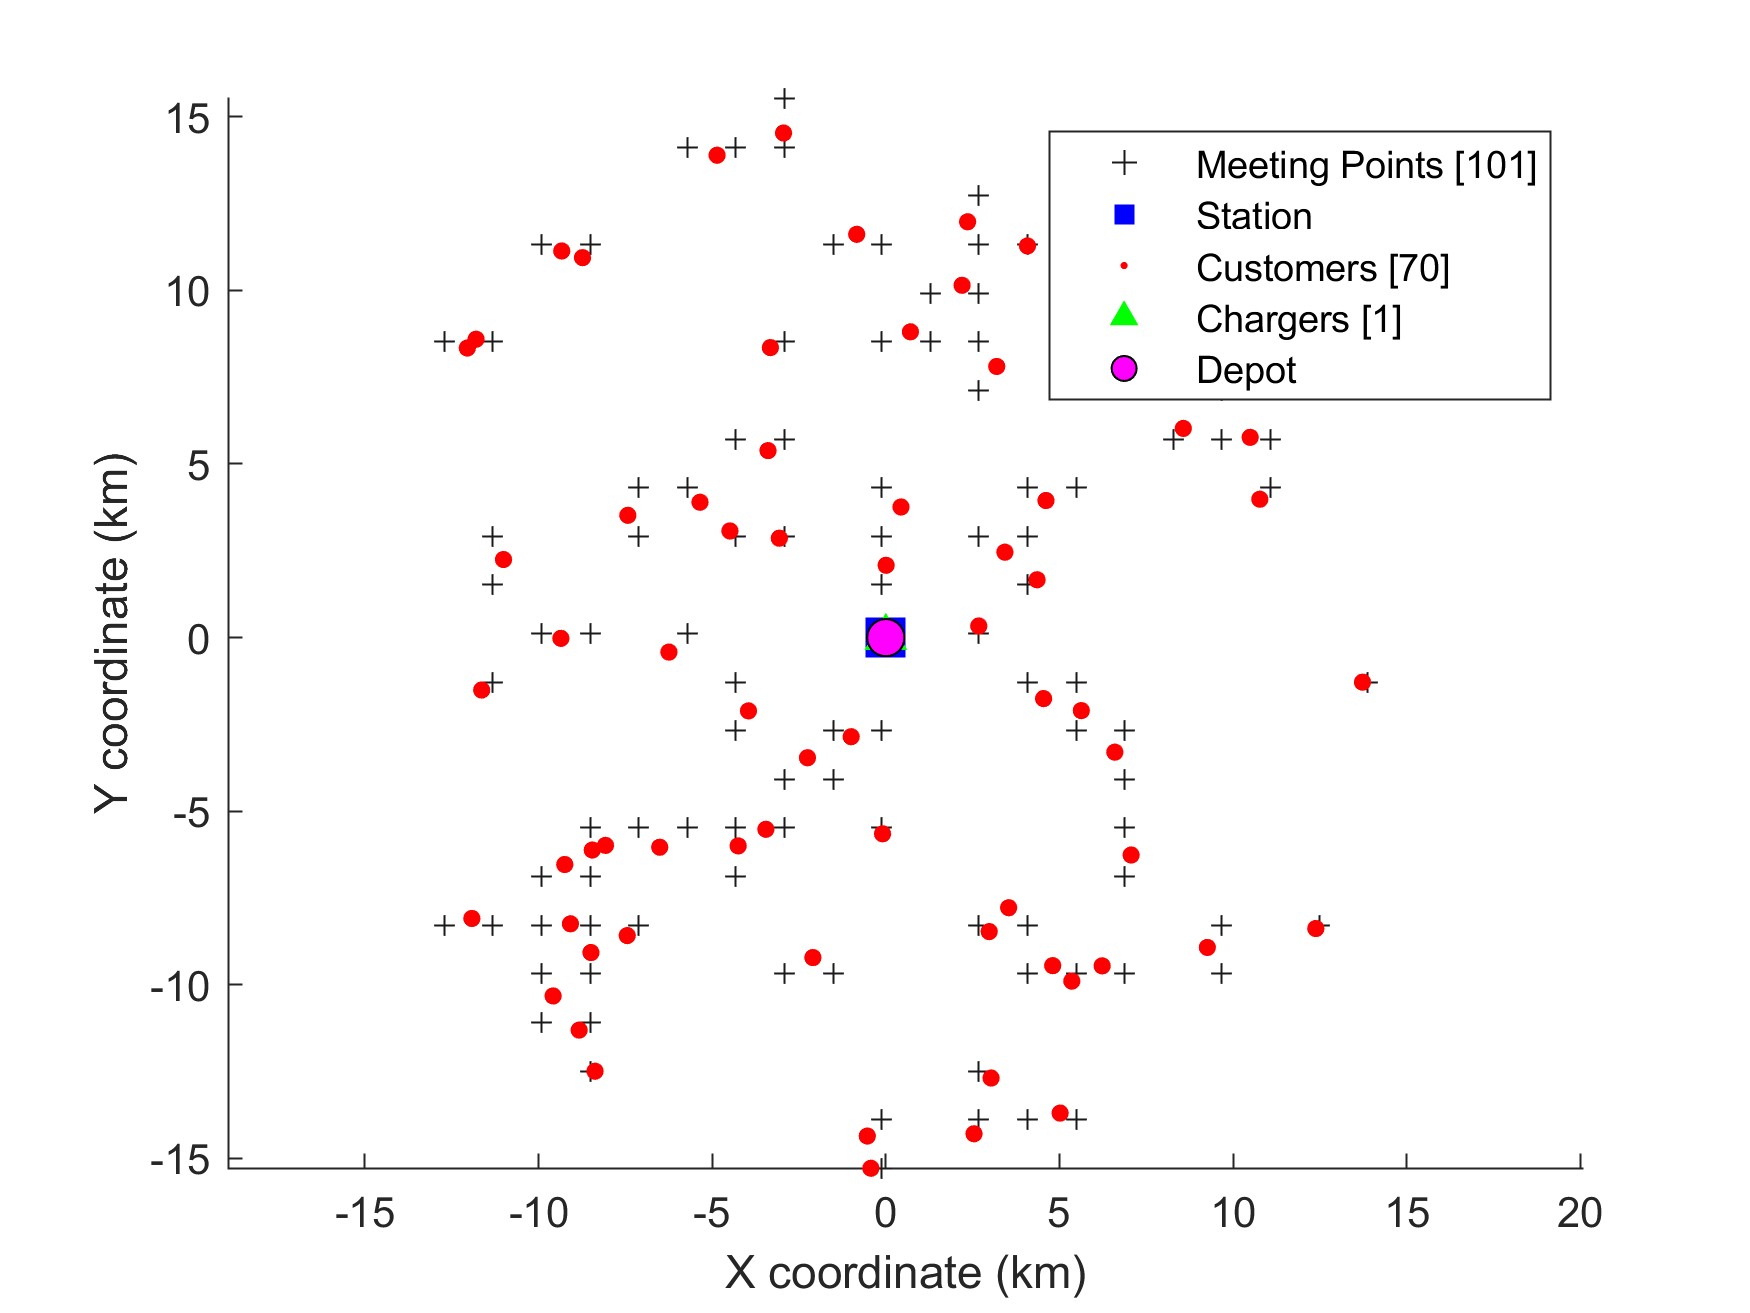 15
10
5
0
-5
-10
-15
Y coordinate (km)
Meeting Points [101]
Station
Customers [70]
Chargers [1]
Depot
-15 -10 -5 0 5 10 15 20
X coordinate (km)